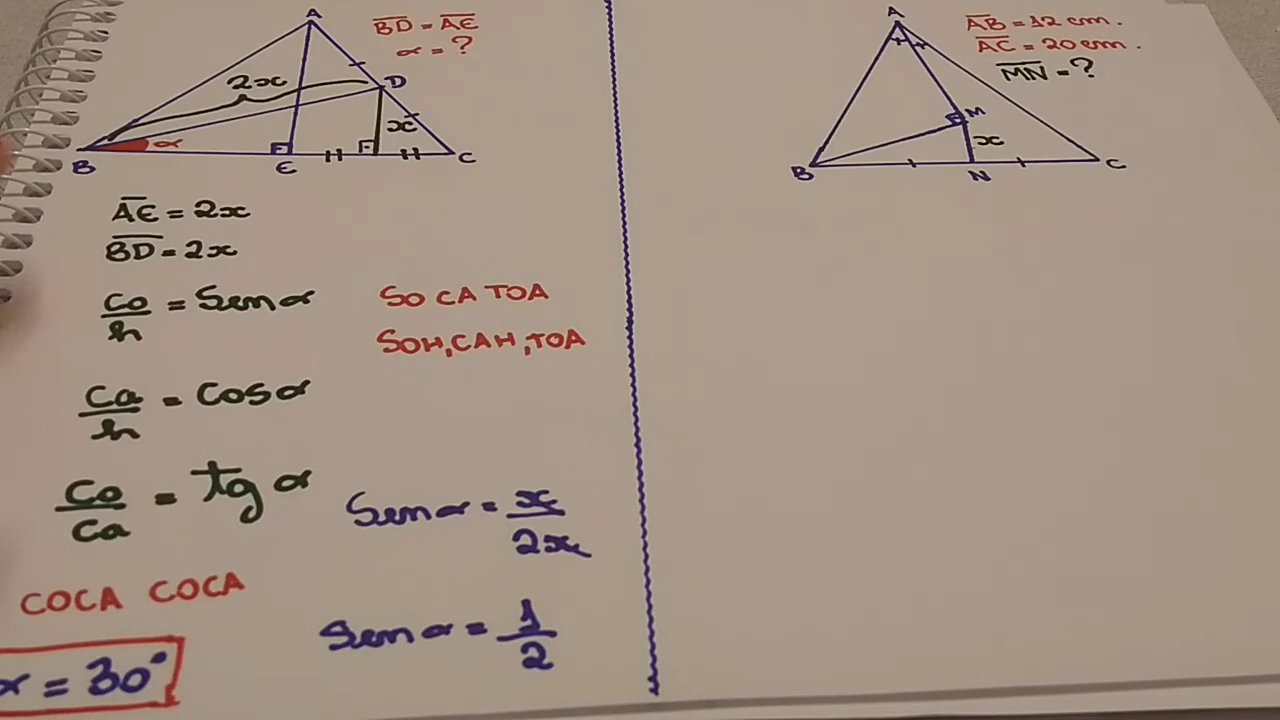 A
BD = AE
α = ?
2x
D
x
α
B
E
C
AE = 2x
BD = 2x
co/h = Sen α
SO CA TOA
SOH, CAH, TOA
ca/h = Cos α
co/ca = tg α
Sen α = x/2x
COCA COCA
Sen α = 1/2
α = 30°
A
AB = 12 cm.
AC = 20 cm.
MN = ?
M
x
B
N
C